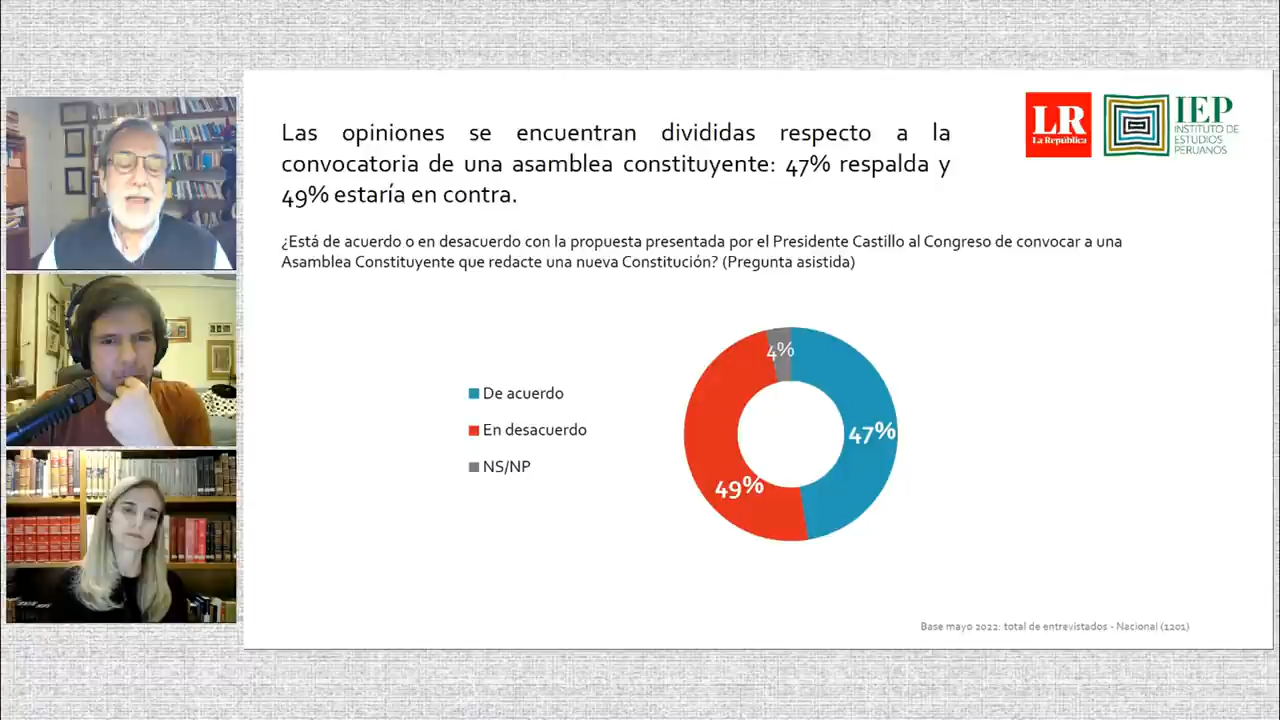 Las opiniones se encuentran divididas respecto a la
convocatoria de una asamblea constituyente: 47% respalda y
49% estaría en contra.
LR
La República
IEP
INSTITUTO DE
ESTUDIOS
PERUANOS
¿Está de acuerdo o en desacuerdo con la propuesta presentada por el Presidente Castillo al Congreso de convocar a una
Asamblea Constituyente que redacte una nueva Constitución? (Pregunta asistida)
De acuerdo
En desacuerdo
NS/NP
4%
47%
49%
Base mayo 2022: total de entrevistados - Nacional (1201)